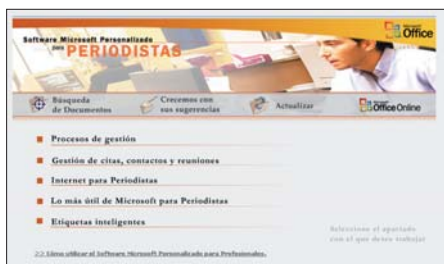 Microsoft
Office
Software Microsoft Personalizado
para PERIODISTAS
Búsqueda
de Documentos
Crecemos con
sus sugerencias
Actualizar
Office Online
Procesos de gestión
Gestión de citas, contactos y reuniones
Internet para Periodistas
Lo más útil de Microsoft para Periodistas
Etiquetas inteligentes
Seleccione el apartado
con el que desee trabajar
>> Cómo utilizar el Software Microsoft Personalizado para Profesionales.